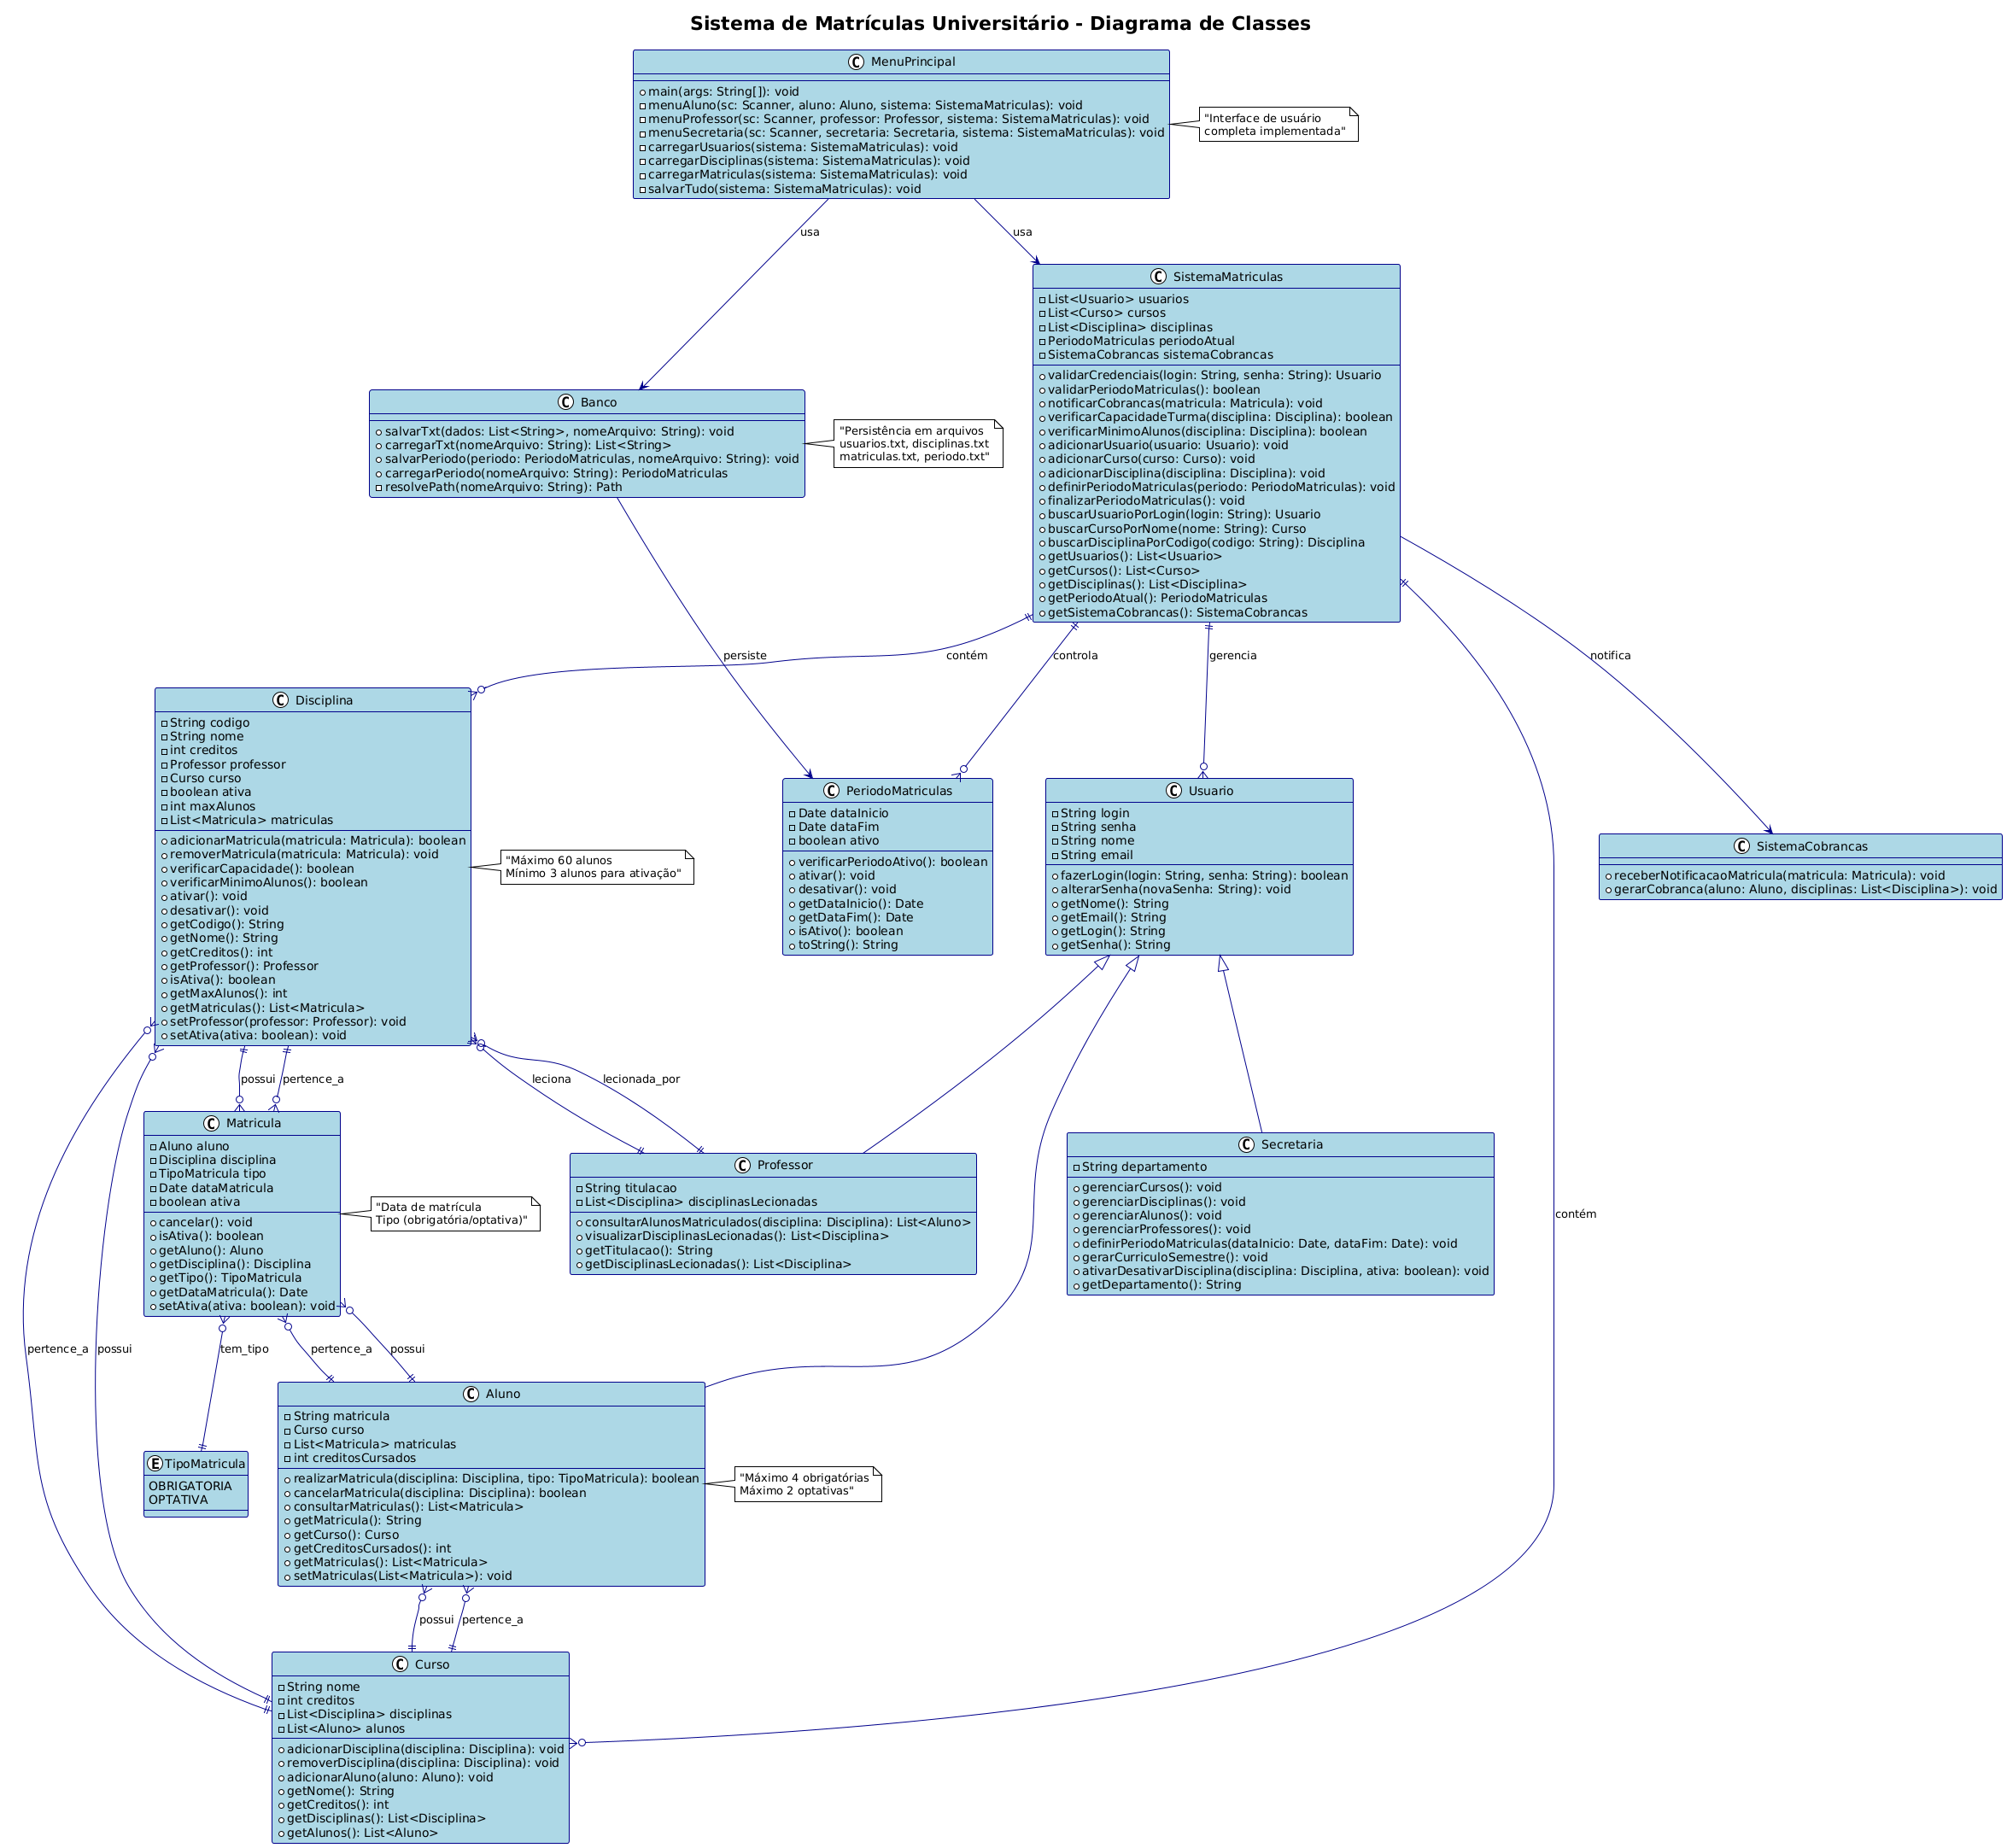 Sistema de Matrículas Universitário - Diagrama de Classes
C MenuPrincipal
main(args: String[]): void
menuAluno(sc: Scanner, aluno: Aluno, sistema: SistemaMatriculas): void
menuProfessor(sc: Scanner, professor: Professor, sistema: SistemaMatriculas): void
menuSecretaria(sc: Scanner, secretaria: Secretaria, sistema: SistemaMatriculas): void
carregarUsuarios(sistema: SistemaMatriculas): void
carregarDisciplinas(sistema: SistemaMatriculas): void
carregarMatriculas(sistema: SistemaMatriculas): void
salvarTudo(sistema: SistemaMatriculas): void
"Interface de usuário
completa implementada"
usa
usa
C SistemaMatriculas
List<Usuario> usuarios
List<Curso> cursos
List<Disciplina> disciplinas
PeriodoMatriculas periodoAtual
SistemaCobrancas sistemaCobrancas
validarCredenciais(login: String, senha: String): Usuario
validarPeriodoMatriculas(): boolean
notificarCobrancas(matricula: Matricula): void
verificarCapacidadeTurma(disciplina: Disciplina): boolean
verificarMinimoAlunos(disciplina: Disciplina): boolean
adicionarUsuario(usuario: Usuario): void
adicionarCurso(curso: Curso): void
adicionarDisciplina(disciplina: Disciplina): void
definirPeriodoMatriculas(periodo: PeriodoMatriculas): void
finalizarPeriodoMatriculas(): void
buscarUsuarioPorLogin(login: String): Usuario
buscarCursoPorNome(nome: String): Curso
buscarDisciplinaPorCodigo(codigo: String): Disciplina
getUsuarios(): List<Usuario>
getCursos(): List<Curso>
getDisciplinas(): List<Disciplina>
getPeriodoAtual(): PeriodoMatriculas
getSistemaCobrancas(): SistemaCobrancas
C Banco
salvarTxt(dados: List<String>, nomeArquivo: String): void
carregarTxt(nomeArquivo: String): List<String>
salvarPeriodo(periodo: PeriodoMatriculas, nomeArquivo: String): void
carregarPeriodo(nomeArquivo: String): PeriodoMatriculas
resolvePath(nomeArquivo: String): Path
"Persistência em arquivos
usuarios.txt, disciplinas.txt
matriculas.txt, periodo.txt"
persiste
contém
controla
gerencia
notifica
C Disciplina
String codigo
String nome
int creditos
Professor professor
Curso curso
boolean ativa
int maxAlunos
List<Matricula> matriculas
adicionarMatricula(matricula: Matricula): boolean
removerMatricula(matricula: Matricula): void
verificarCapacidade(): boolean
verificarMinimoAlunos(): boolean
ativar(): void
desativar(): void
getCodigo(): String
getNome(): String
getCreditos(): int
getProfessor(): Professor
isAtiva(): boolean
getMaxAlunos(): int
getMatriculas(): List<Matricula>
setProfessor(professor: Professor): void
setAtiva(ativa: boolean): void
"Máximo 60 alunos
Mínimo 3 alunos para ativação"
C PeriodoMatriculas
Date dataInicio
Date dataFim
boolean ativo
verificarPeriodoAtivo(): boolean
ativar(): void
desativar(): void
getDataInicio(): Date
getDataFim(): Date
isAtivo(): boolean
toString(): String
C Usuario
String login
String senha
String nome
String email
fazerLogin(login: String, senha: String): boolean
alterarSenha(novaSenha: String): void
getNome(): String
getEmail(): String
getLogin(): String
getSenha(): String
C SistemaCobrancas
receberNotificacaoMatricula(matricula: Matricula): void
gerarCobranca(aluno: Aluno, disciplinas: List<Disciplina>): void
possui
pertence_a
leciona
lecionada_por
C Matricula
Aluno aluno
Disciplina disciplina
TipoMatricula tipo
Date dataMatricula
boolean ativa
cancelar(): void
isAtiva(): boolean
getAluno(): Aluno
getDisciplina(): Disciplina
getTipo(): TipoMatricula
getDataMatricula(): Date
setAtiva(ativa: boolean): void
"Data de matrícula
Tipo (obrigatória/optativa)"
C Professor
String titulacao
List<Disciplina> disciplinasLecionadas
consultarAlunosMatriculados(disciplina: Disciplina): List<Aluno>
visualizarDisciplinasLecionadas(): List<Disciplina>
getTitulacao(): String
getDisciplinasLecionadas(): List<Disciplina>
C Secretaria
String departamento
gerenciarCursos(): void
gerenciarDisciplinas(): void
gerenciarAlunos(): void
gerenciarProfessores(): void
definirPeriodoMatriculas(dataInicio: Date, dataFim: Date): void
gerarCurriculoSemestre(): void
ativarDesativarDisciplina(disciplina: Disciplina, ativa: boolean): void
getDepartamento(): String
contém
pertence_a
possui
tem_tipo
pertence_a
possui
E TipoMatricula
OBRIGATORIA
OPTATIVA
C Aluno
String matricula
Curso curso
List<Matricula> matriculas
int creditosCursados
realizarMatricula(disciplina: Disciplina, tipo: TipoMatricula): boolean
cancelarMatricula(disciplina: Disciplina): boolean
consultarMatriculas(): List<Matricula>
getMatricula(): String
getCurso(): Curso
getCreditosCursados(): int
getMatriculas(): List<Matricula>
setMatriculas(List<Matricula>): void
"Máximo 4 obrigatórias
Máximo 2 optativas"
possui
pertence_a
C Curso
String nome
int creditos
List<Disciplina> disciplinas
List<Aluno> alunos
adicionarDisciplina(disciplina: Disciplina): void
removerDisciplina(disciplina: Disciplina): void
adicionarAluno(aluno: Aluno): void
getNome(): String
getCreditos(): int
getDisciplinas(): List<Disciplina>
getAlunos(): List<Aluno>